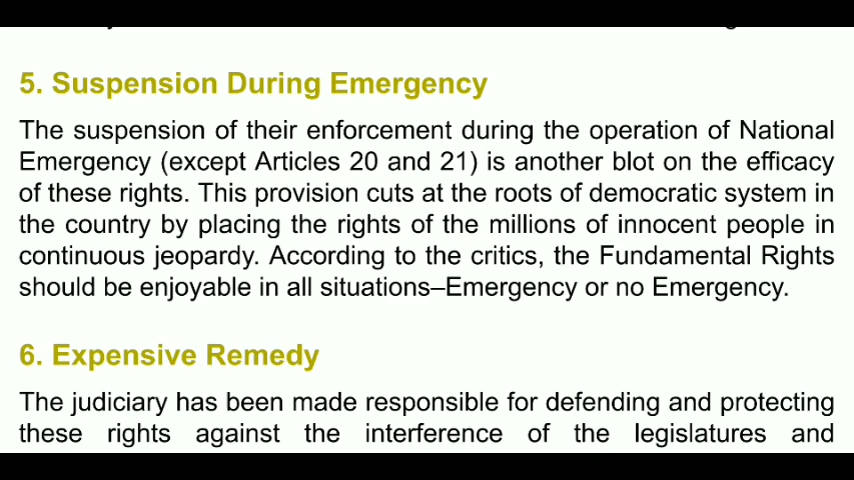 5. Suspension During Emergency
The suspension of their enforcement during the operation of National
Emergency (except Articles 20 and 21) is another blot on the efficacy
of these rights. This provision cuts at the roots of democratic system in
the country by placing the rights of the millions of innocent people in
continuous jeopardy. According to the critics, the Fundamental Rights
should be enjoyable in all situations–Emergency or no Emergency.
6. Expensive Remedy
The judiciary has been made responsible for defending and protecting
these rights against the interference of the legislatures and